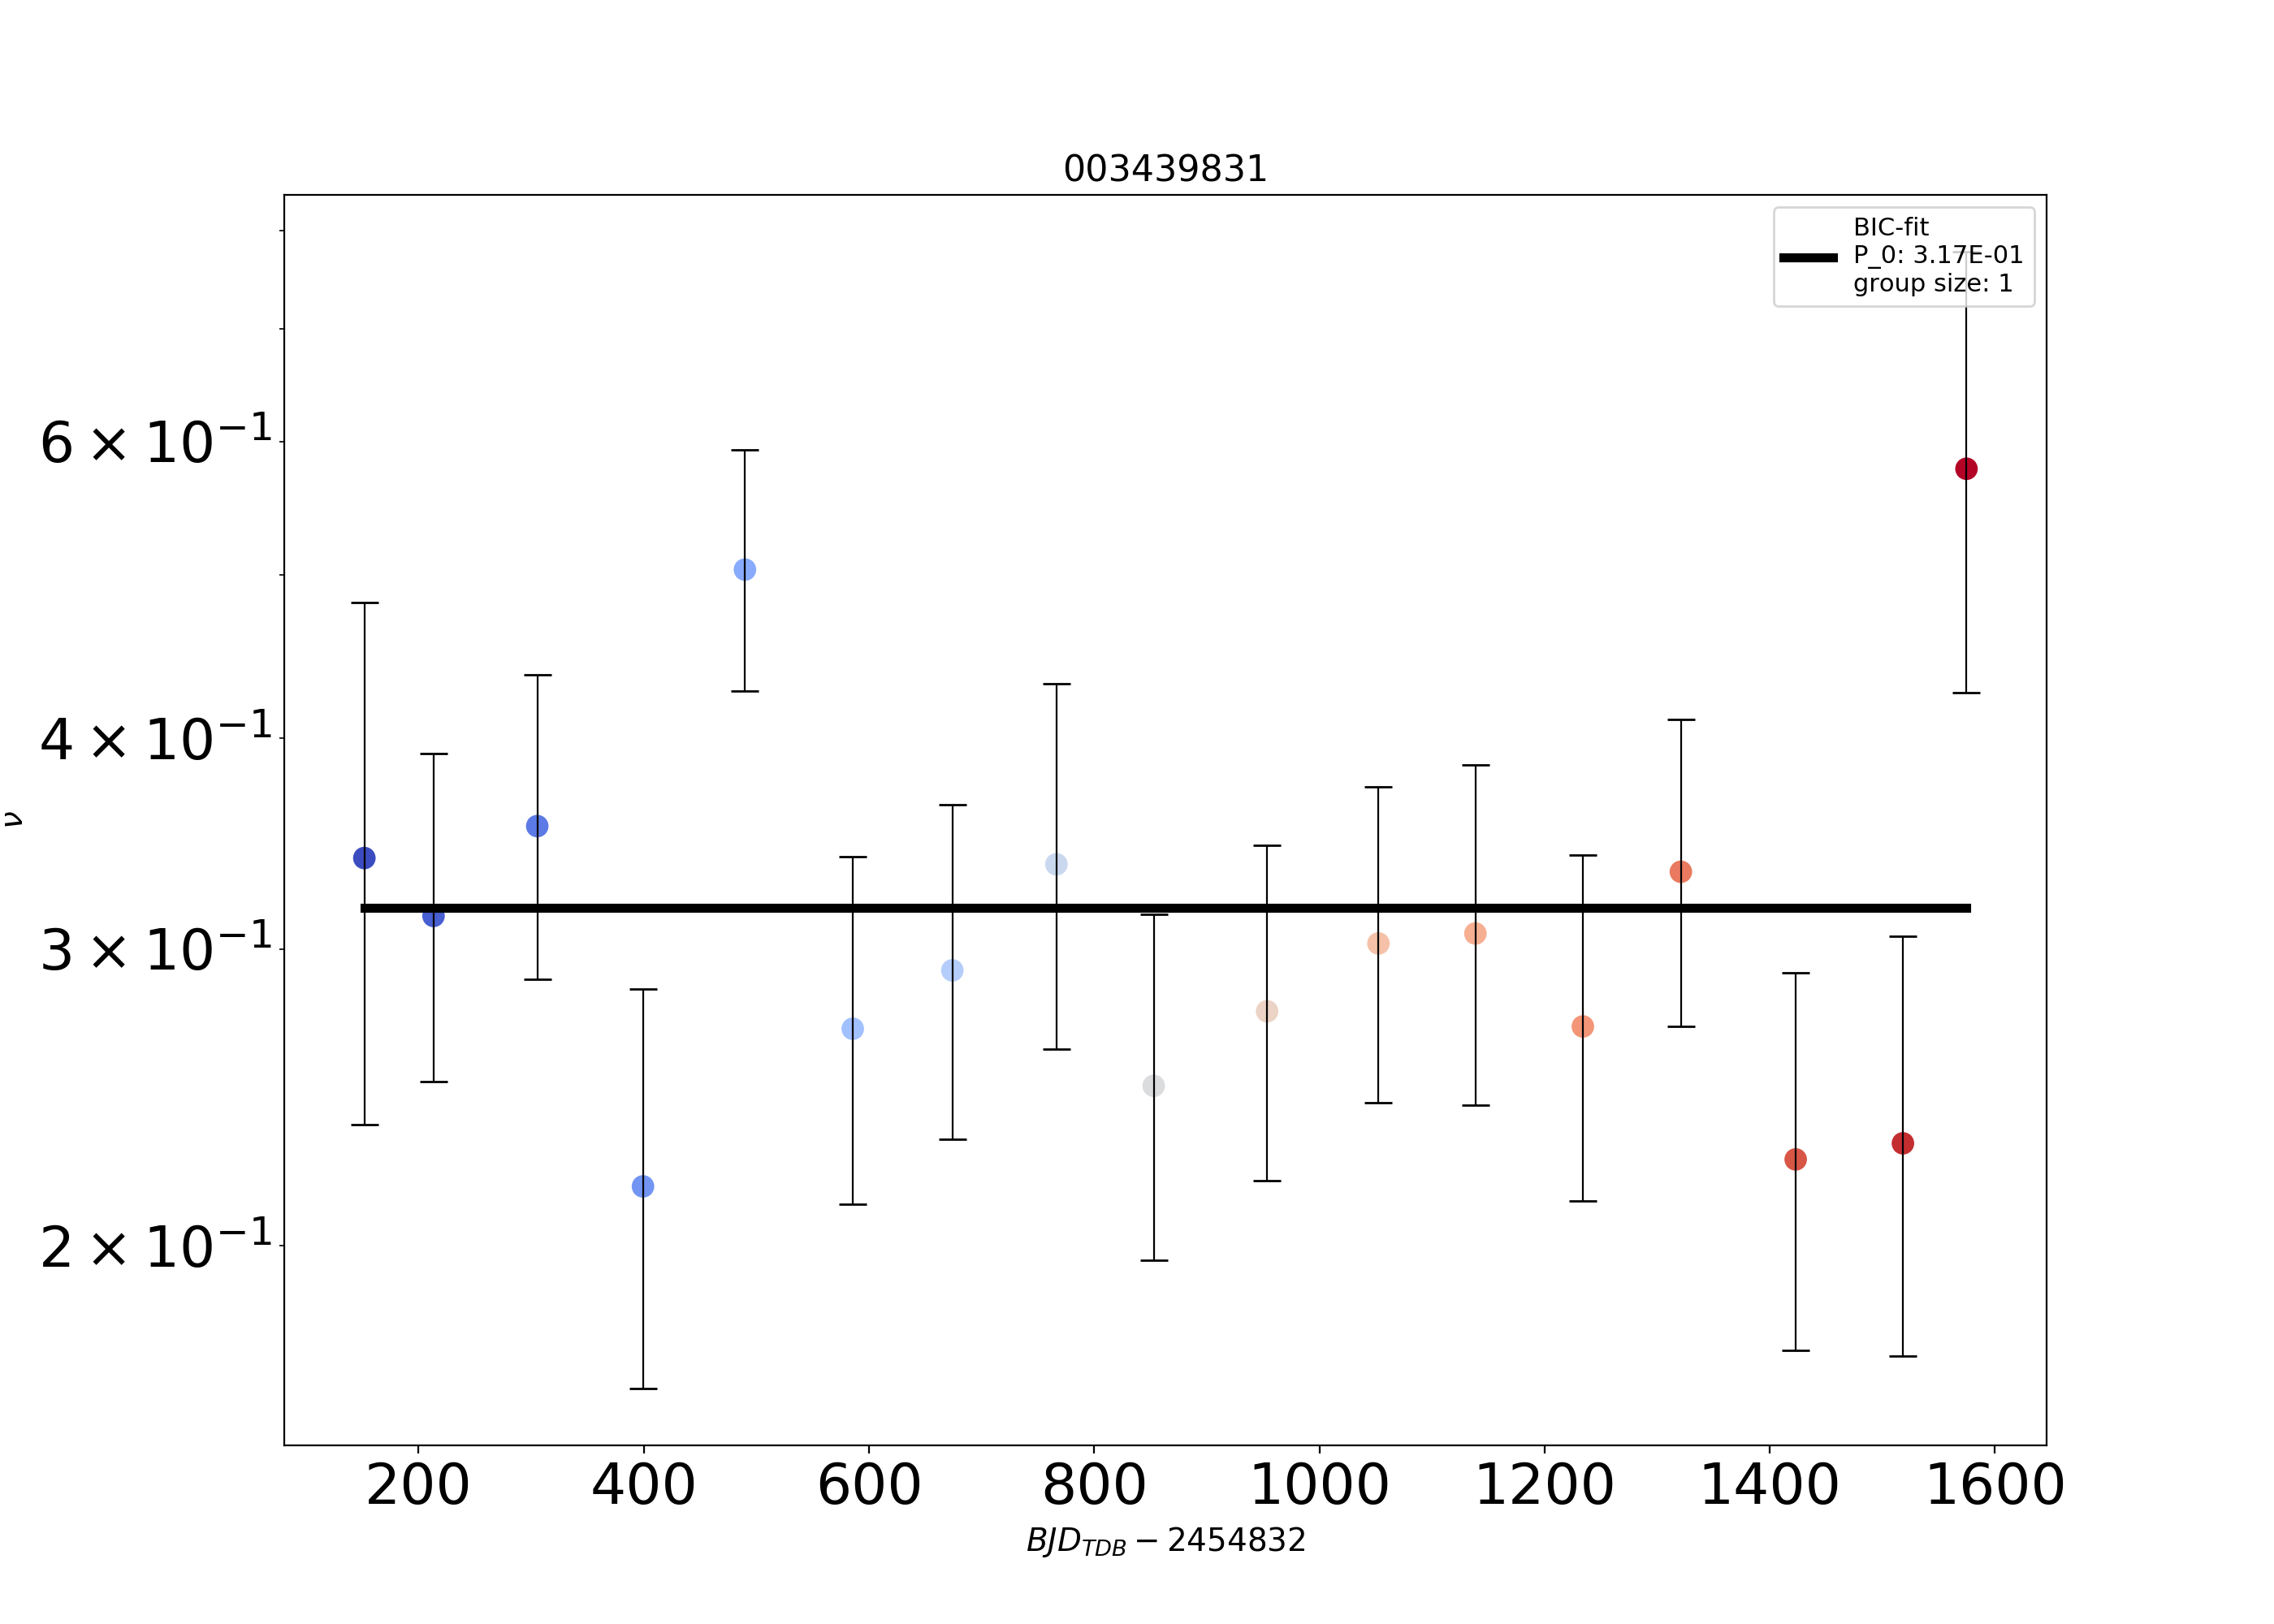 003439831
BIC-fit
P_0: 3.17E-01
group size: 1
6 × 10⁻¹
4 × 10⁻¹
3 × 10⁻¹
2 × 10⁻¹
ν
200 400 600 800 1000 1200 1400 1600
BJD_TDB − 2454832